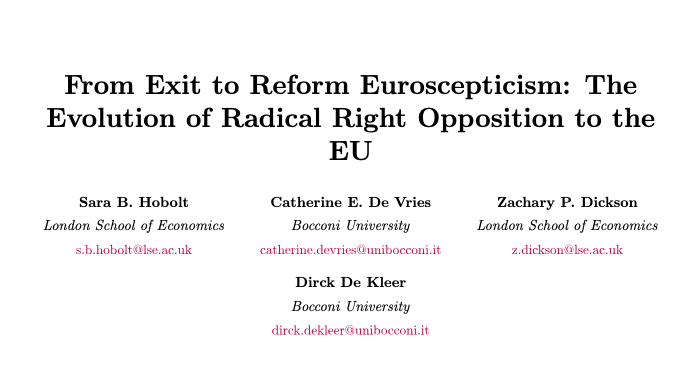 From Exit to Reform Euroscepticism: The
Evolution of Radical Right Opposition to the
EU
Sara B. Hobolt
London School of Economics
s.b.hobolt@lse.ac.uk
Catherine E. De Vries
Bocconi University
catherine.devries@unibocconi.it
Zachary P. Dickson
London School of Economics
z.dickson@lse.ac.uk
Dirck De Kleer
Bocconi University
dirck.dekleer@unibocconi.it